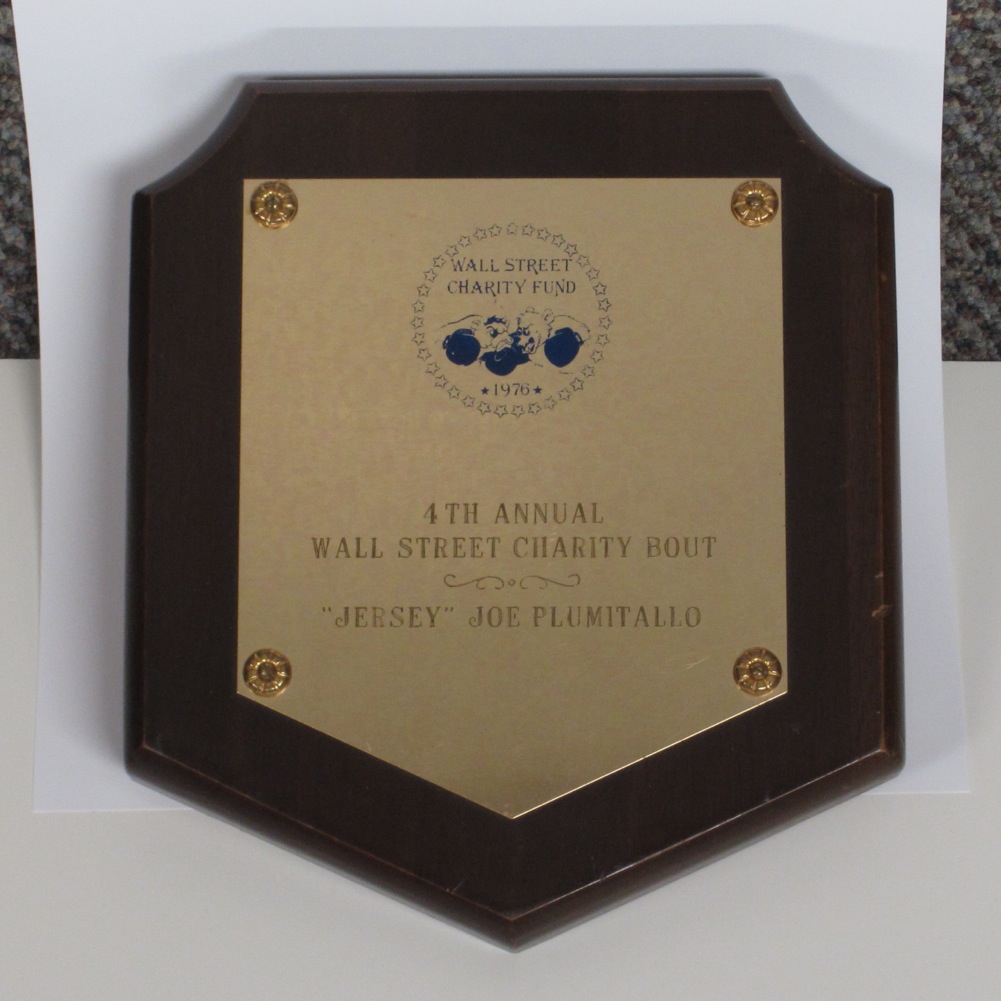 WALL STREET
CHARITY FUND
★1976★
4TH ANNUAL
WALL STREET CHARITY BOUT
"JERSEY" JOE PLUMITALLO